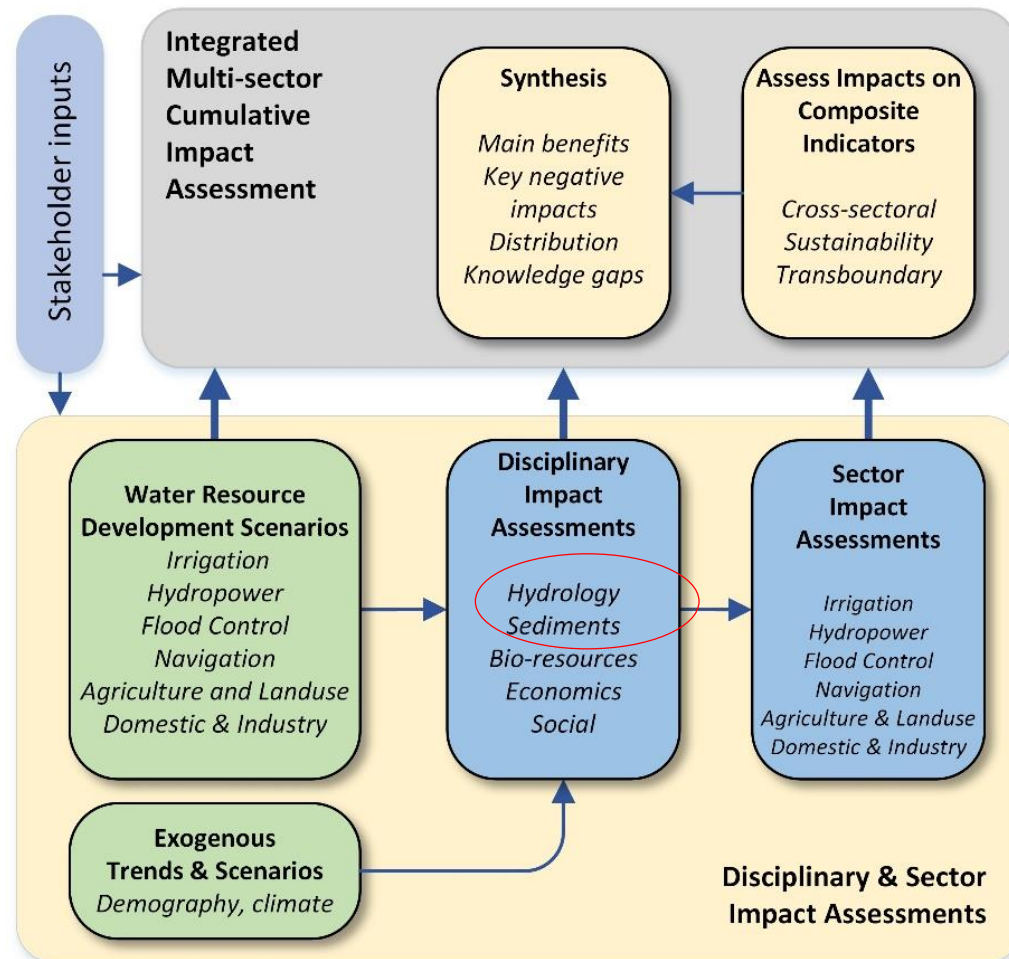 Stakeholder inputs
Integrated
Multi-sector
Cumulative
Impact
Assessment
Synthesis
Main benefits
Key negative
impacts
Distribution
Knowledge gaps
Assess Impacts on
Composite
Indicators
Cross-sectoral
Sustainability
Transboundary
Water Resource
Development Scenarios
Irrigation
Hydropower
Flood Control
Navigation
Agriculture and Landuse
Domestic & Industry
Disciplinary
Impact
Assessments
Hydrology
Sediments
Bio-resources
Economics
Social
Sector
Impact
Assessments
Irrigation
Hydropower
Flood Control
Navigation
Agriculture & Landuse
Domestic & Industry
Exogenous
Trends & Scenarios
Demography, climate
Disciplinary & Sector
Impact Assessments